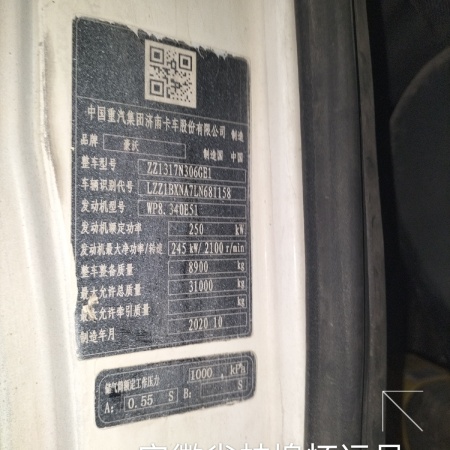 中国重汽集团济南卡车股份有限公司 制造
品牌 豪沃 制造国 中国
整车型号 ZZ1317N306GE1
车辆识别代号 LZZ1BXNA7LN681158
发动机型号 WP8.340E51
发动机额定功率 250 kW
发动机最大净功率/转速 245 kW/ 2100 r/min
整车整备质量 8900 kg
最大允许总质量 31000 kg
最大允许牵引质量 kg
制造年月 2020 10
储气筒额定工作压力 1000 kPa
A: 0.55 S B: S